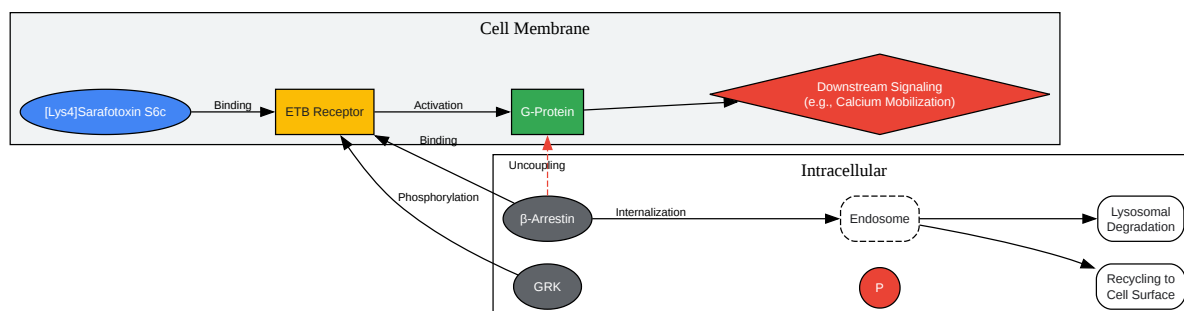 Cell Membrane
[Lys4]Sarafotoxin S6c
Binding
ETB Receptor
Activation
G-Protein
Downstream Signaling
(e.g., Calcium Mobilization)
Binding
Uncoupling
Intracellular
Phosphorylation
β-Arrestin
Internalization
Endosome
Lysosomal
Degradation
GRK
P
Recycling to
Cell Surface